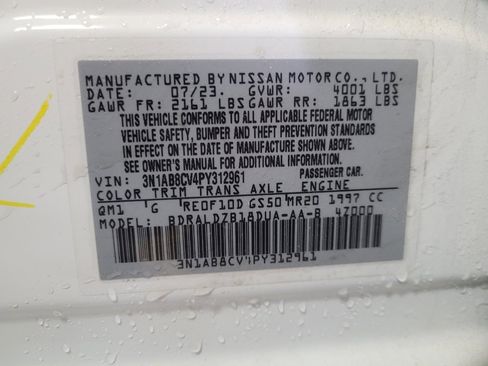 MANUFACTURED BY NISSAN MOTOR CO., LTD.
DATE: 07/23. GVWR: 4001 LBS
GAWR FR: 2161 LBS GAWR RR: 1863 LBS
THIS VEHICLE CONFORMS TO ALL APPLICABLE FEDERAL MOTOR
VEHICLE SAFETY, BUMPER AND THEFT PREVENTION STANDARDS
IN EFFECT ON THE DATE OF MANUFACTURE SHOWN ABOVE.
SEE OWNER'S MANUAL FOR ADDITIONAL INFORMATION.
VIN: 3N1AB8CV4PY312961 PASSENGER CAR.
COLOR TRIM TRANS AXLE ENGINE
QM1 G RE0F10D GS50 MR20 1997 CC
MODEL: BDRALDZB18DUA-AA-B 4Z000
3N1AB8CV4PY312961